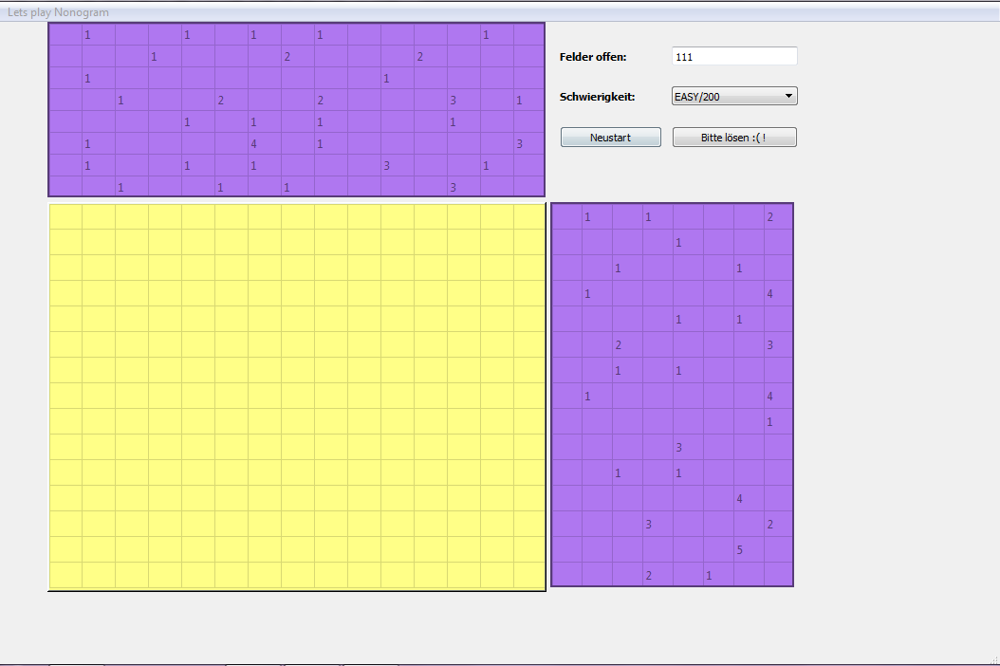 Lets play Nonogram
1 1 1 1 1
1 2 2
1 1
1 2 2 3 1
1 1 1 1
1 4 1 3
1 1 1 3 1
1 1 1 3
Felder offen: 111
Schwierigkeit: EASY/200
Neustart Bitte lösen :( !
1 1 2
1
1 1
1 4
1 1
2 3
1 1
1 4
1
3
1 1
4
3 2
5
2 1